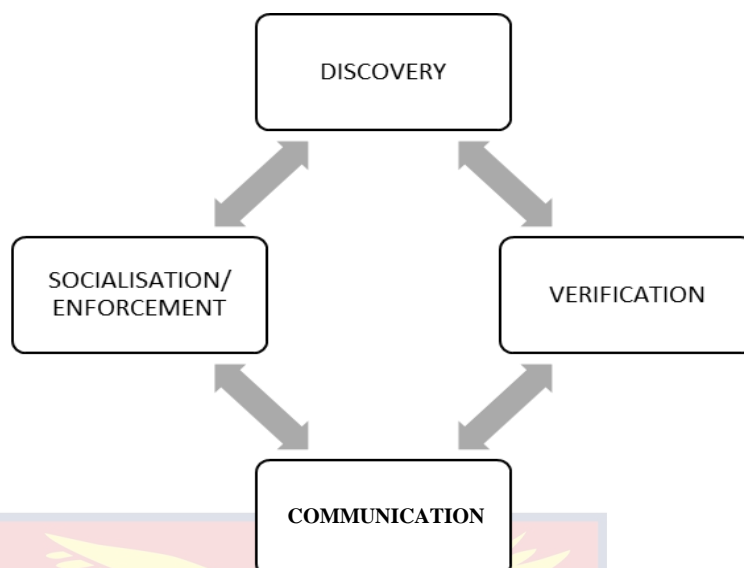 DISCOVERY
SOCIALISATION/
ENFORCEMENT
VERIFICATION
COMMUNICATION